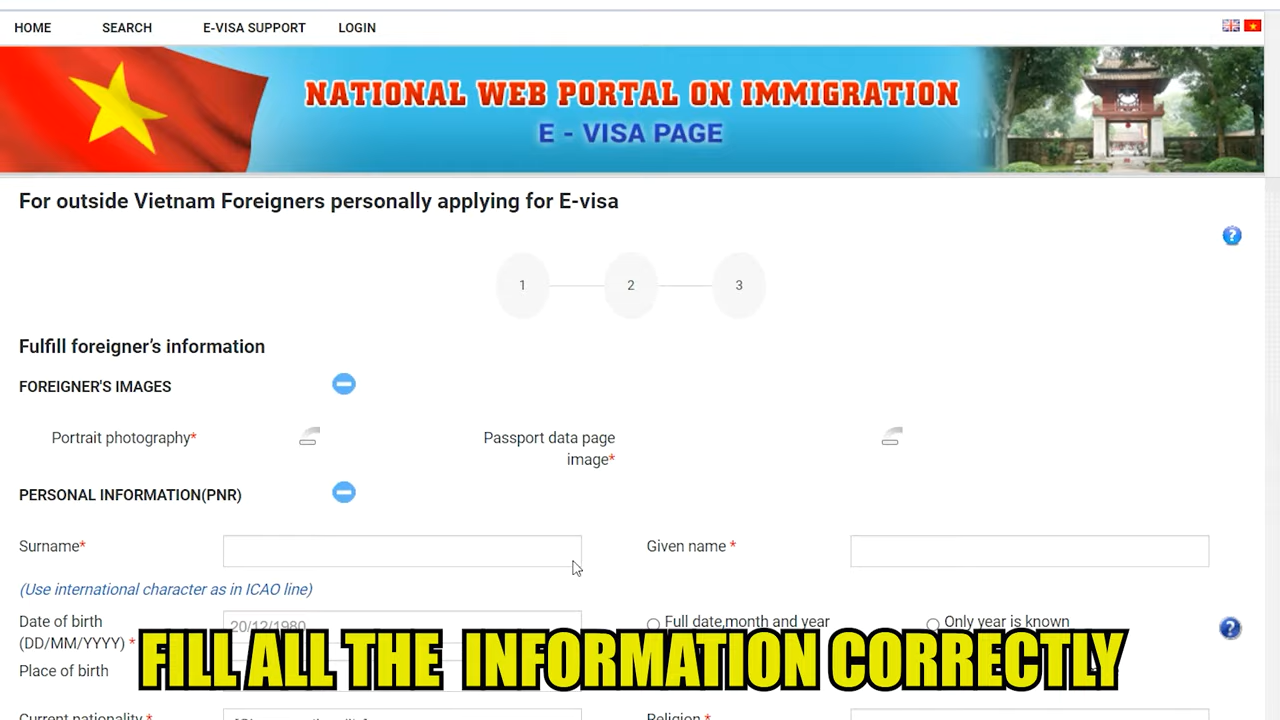 HOME SEARCH E-VISA SUPPORT LOGIN
NATIONAL WEB PORTAL ON IMMIGRATION
E - VISA PAGE
For outside Vietnam Foreigners personally applying for E-visa
?
1 2 3
Fulfill foreigner’s information
FOREIGNER'S IMAGES
Portrait photography* Passport data page
image*
PERSONAL INFORMATION(PNR)
Surname* Given name *
(Use international character as in ICAO line)
Date of birth 20/12/1980 Full date,month and year Only year is known ?
(DD/MM/YYYY) *
Place of birth
FILL ALL THE INFORMATION CORRECTLY
Current nationality * Religion *